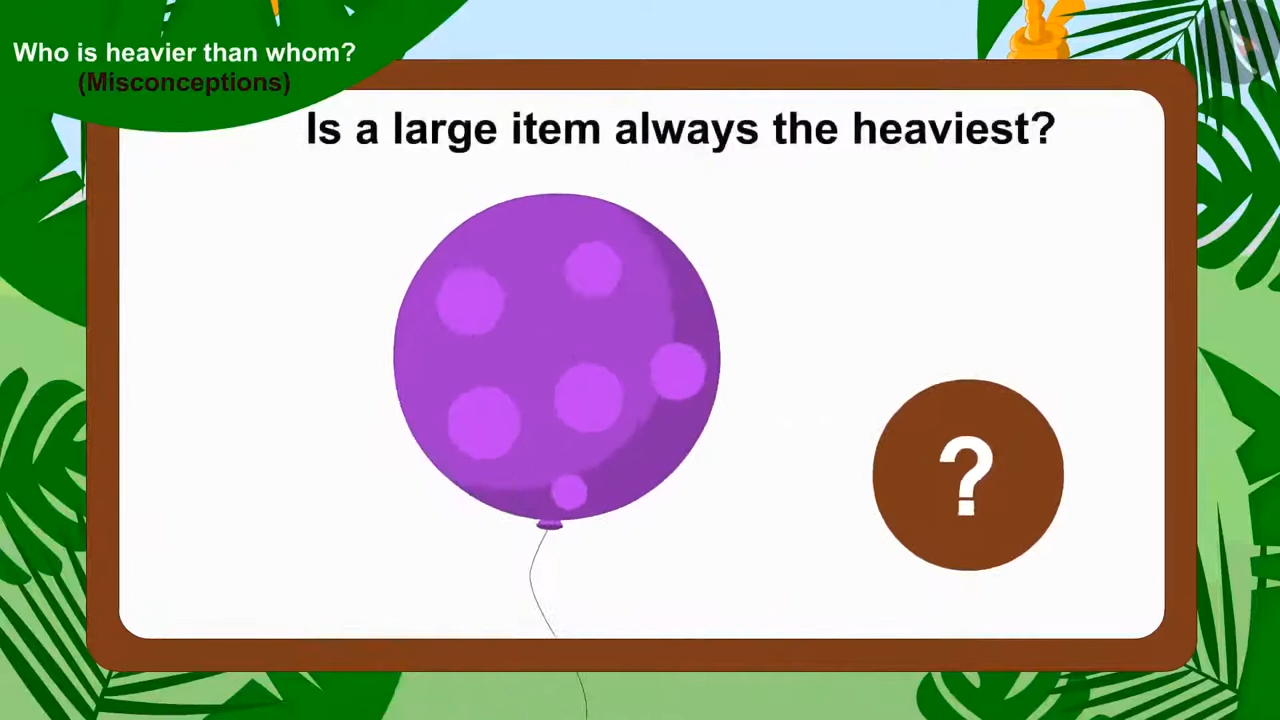 Who is heavier than whom?
(Misconceptions)
Is a large item always the heaviest?
?